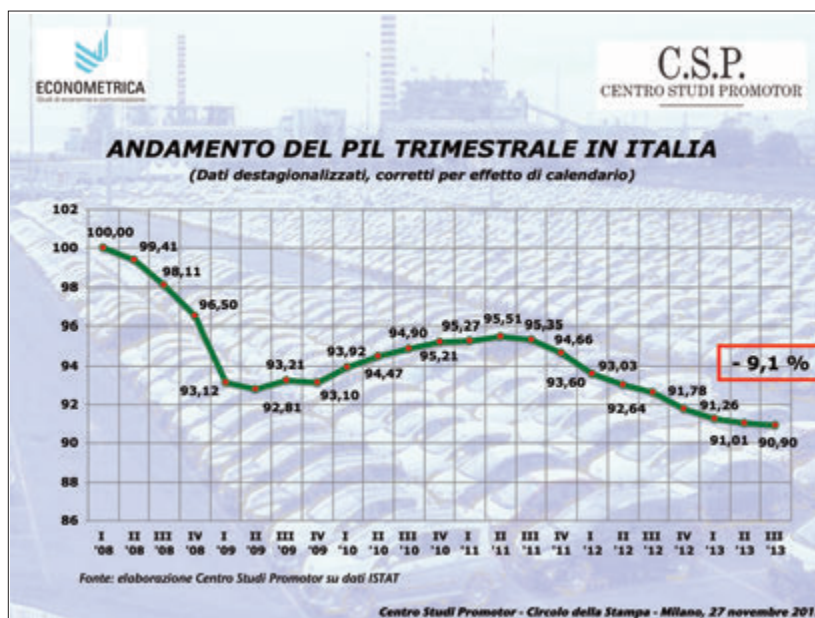 ECONOMETRICA
Studi di economia e comunicazione
C.S.P.
CENTRO STUDI PROMOTOR
ANDAMENTO DEL PIL TRIMESTRALE IN ITALIA
(Dati destagionalizzati, corretti per effetto di calendario)
102
100
98
96
94
92
90
88
86
100,00
99,41
98,11
96,50
93,12
92,81
93,21
93,10
93,92
94,47
94,90
95,21
95,27
95,51
95,35
94,66
93,60
93,03
92,64
91,78
91,26
91,01
90,90
- 9,1 %
I II III IV I II III IV I II III IV I II III IV I II III IV I II III
'08 '08 '08 '08 '09 '09 '09 '09 '10 '10 '10 '10 '11 '11 '11 '11 '12 '12 '12 '12 '13 '13 '13
Fonte: elaborazione Centro Studi Promotor su dati ISTAT
Centro Studi Promotor - Circolo della Stampa - Milano, 27 novembre 201